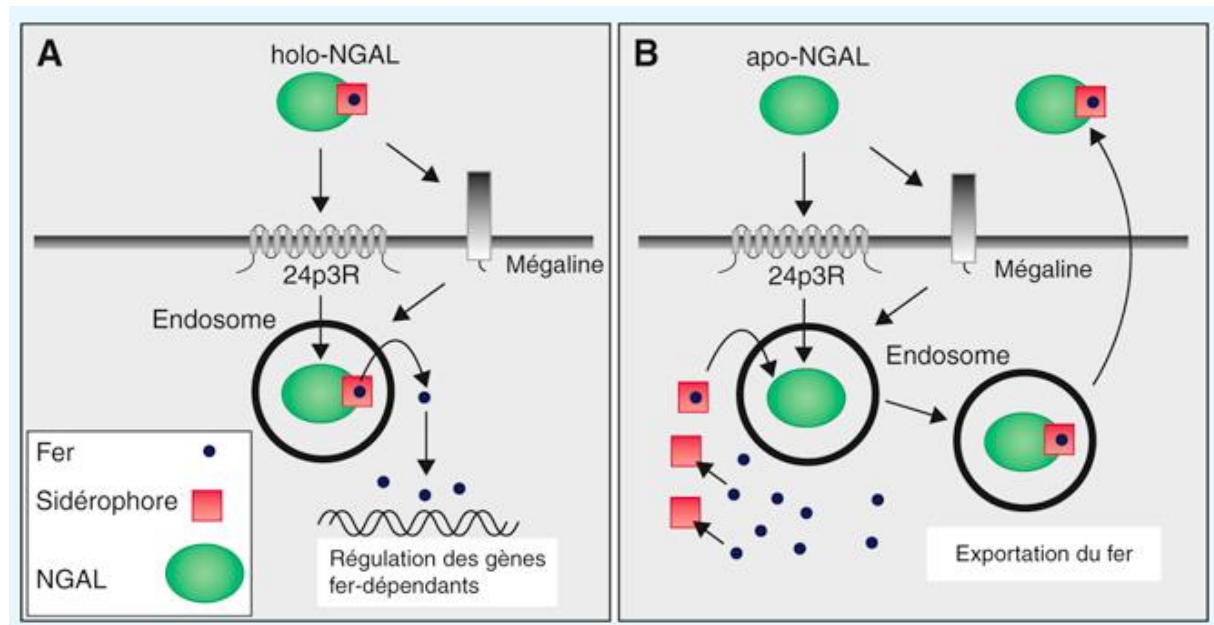 A
holo-NGAL
24p3R
Mégaline
Endosome
Fer
Sidérophore
NGAL
Régulation des gènes
fer-dépendants
B
apo-NGAL
24p3R
Mégaline
Endosome
Exportation du fer